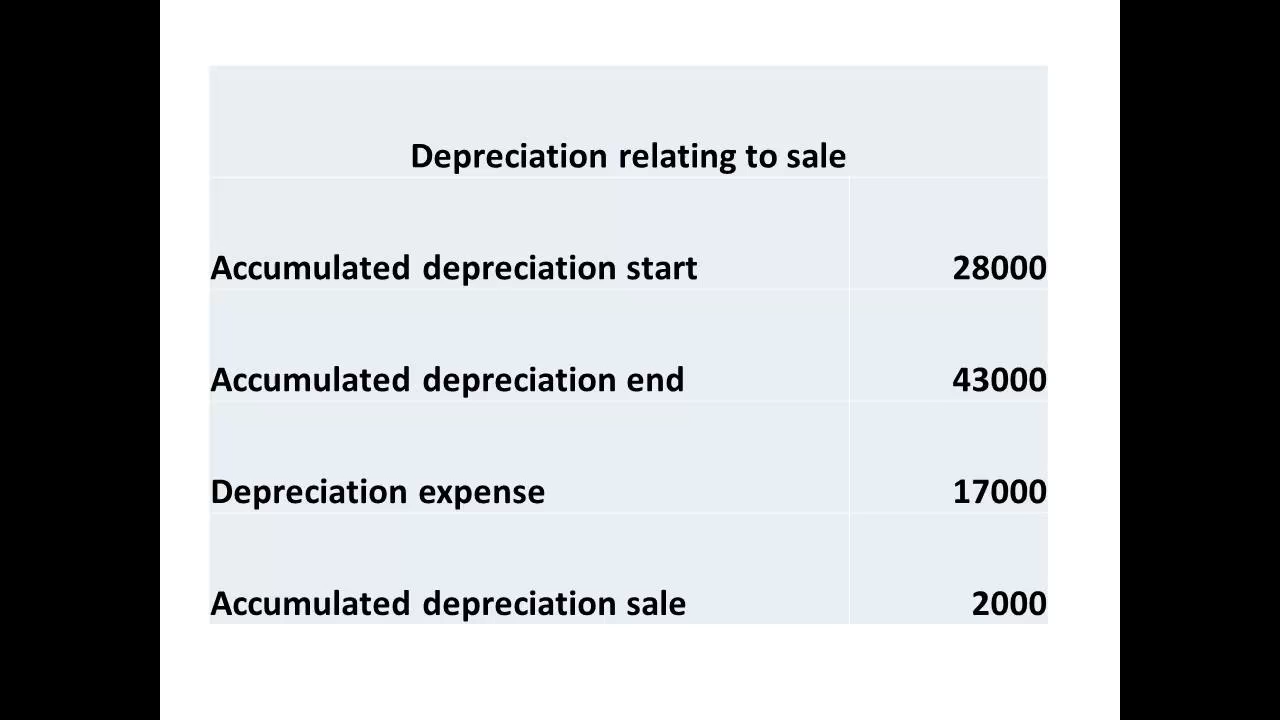 Depreciation relating to sale
Accumulated depreciation start 28000
Accumulated depreciation end 43000
Depreciation expense 17000
Accumulated depreciation sale 2000